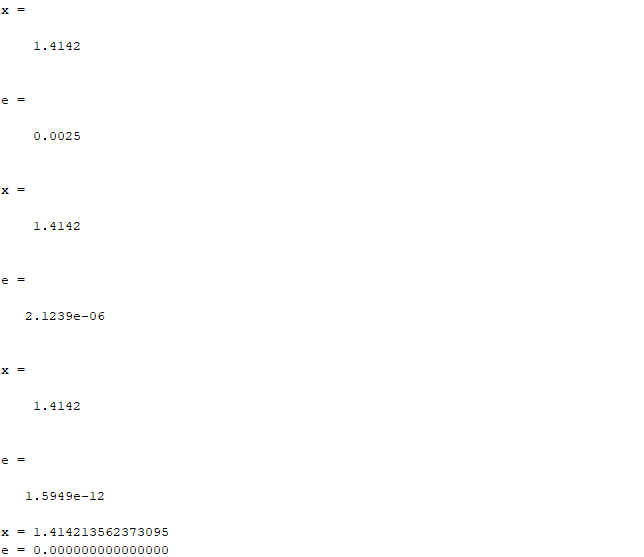 x =
1.4142
e =
0.0025
x =
1.4142
e =
2.1239e-06
x =
1.4142
e =
1.5949e-12
x = 1.414213562373095
e = 0.000000000000000